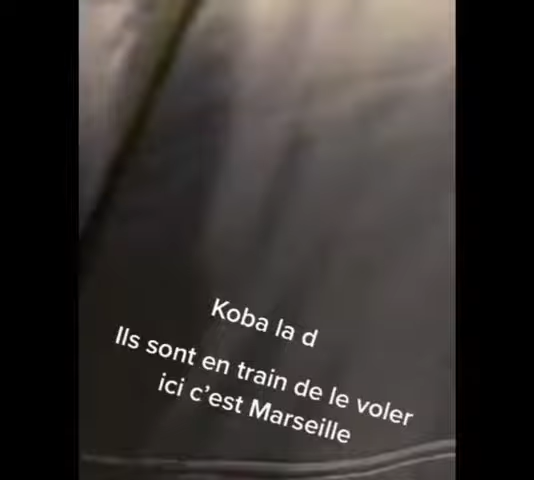 Koba la d
Ils sont en train de le voler
ici c'est Marseille